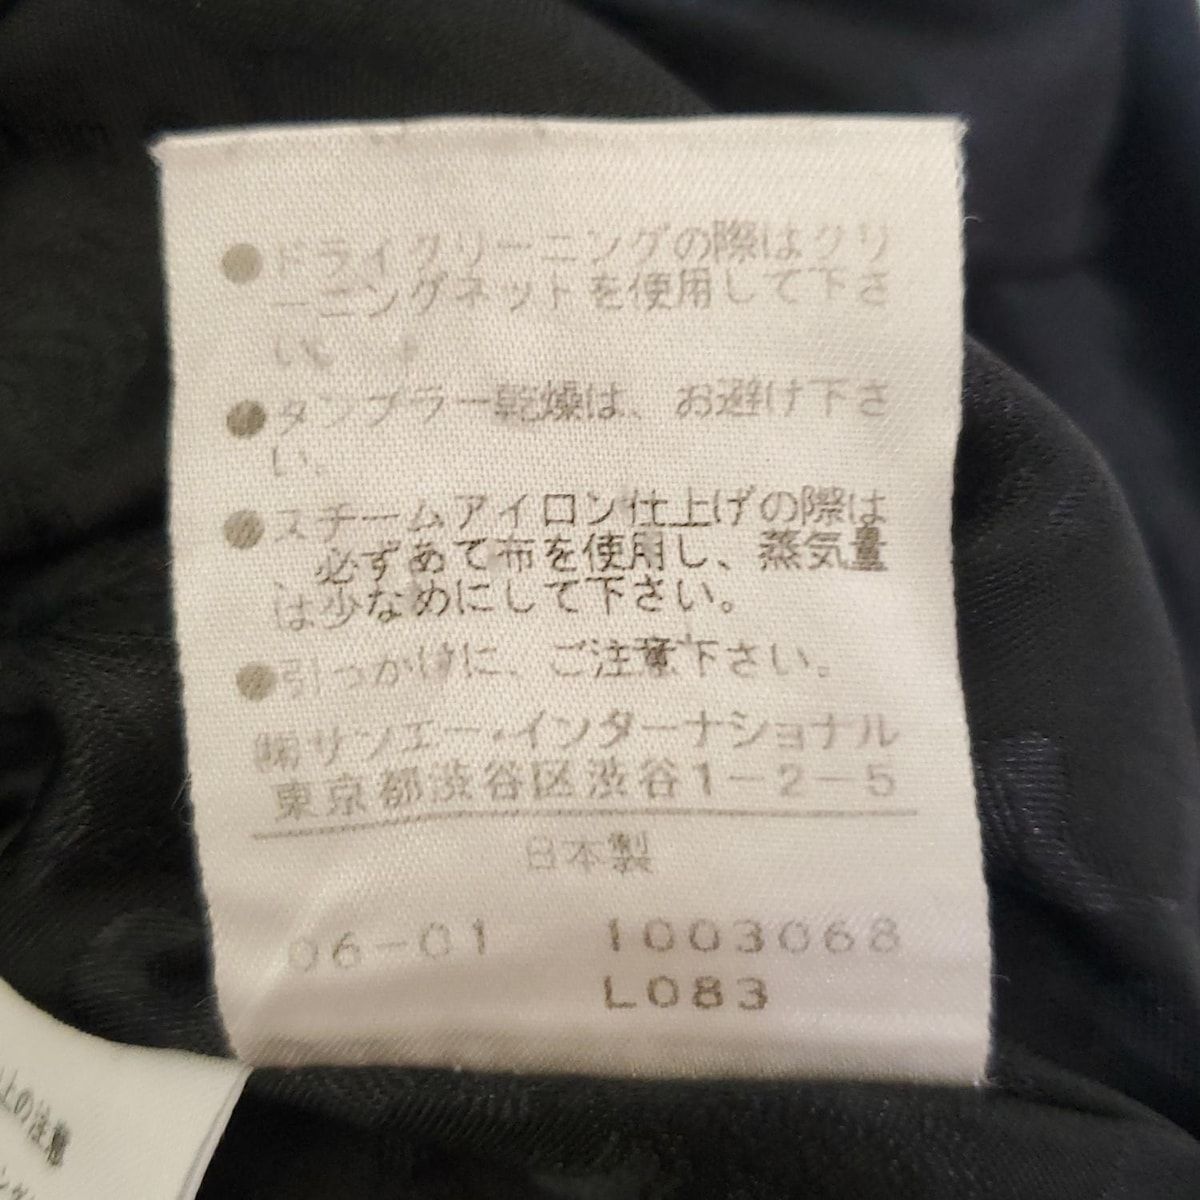 ●ドライクリーニングの際はクリ
ーニングネットを使用して下さ
い。
●タンブラー乾燥は、お避け下さ
い。
●スチームアイロン仕上げの際は
必ずあて布を使用し、蒸気量
は少なめにして下さい。
●引っかけに、ご注意下さい。
㈱サンエー・インターナショナル
東京都渋谷区渋谷1-2-5
日本製
06-01 1003068
L083
上の注意